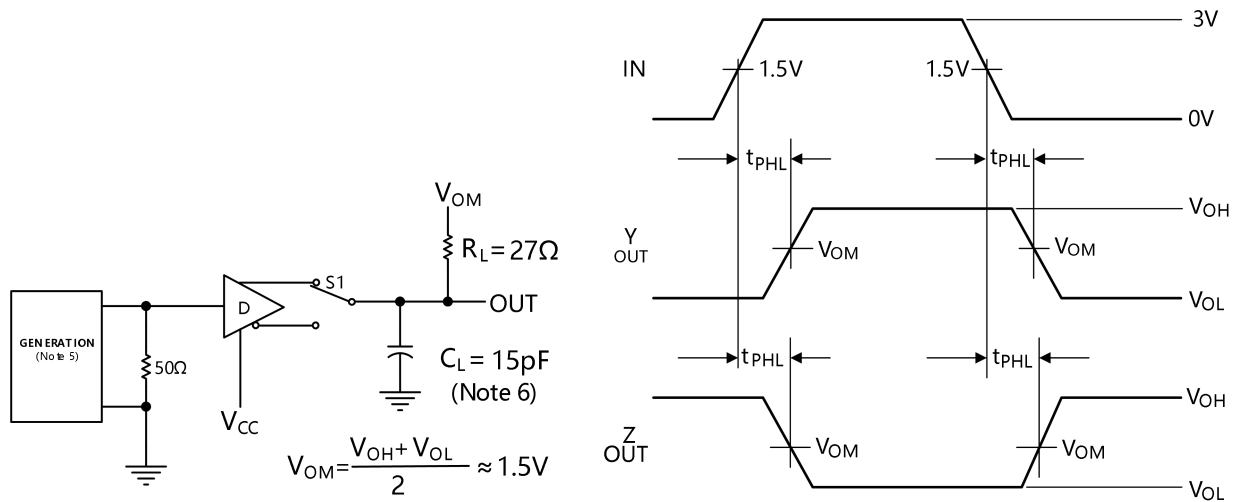 GENERATION
(Note 5)
50Ω
D
VCC
S1
VOM
RL = 27Ω
OUT
CL = 15pF
(Note 6)
VOM = VOH + VOL / 2 ≈ 1.5V
IN
1.5V
1.5V
3V
0V
tPHL
tPHL
Y
OUT
VOM
VOM
VOH
VOL
tPHL
tPHL
Z
OUT
VOM
VOM
VOH
VOL